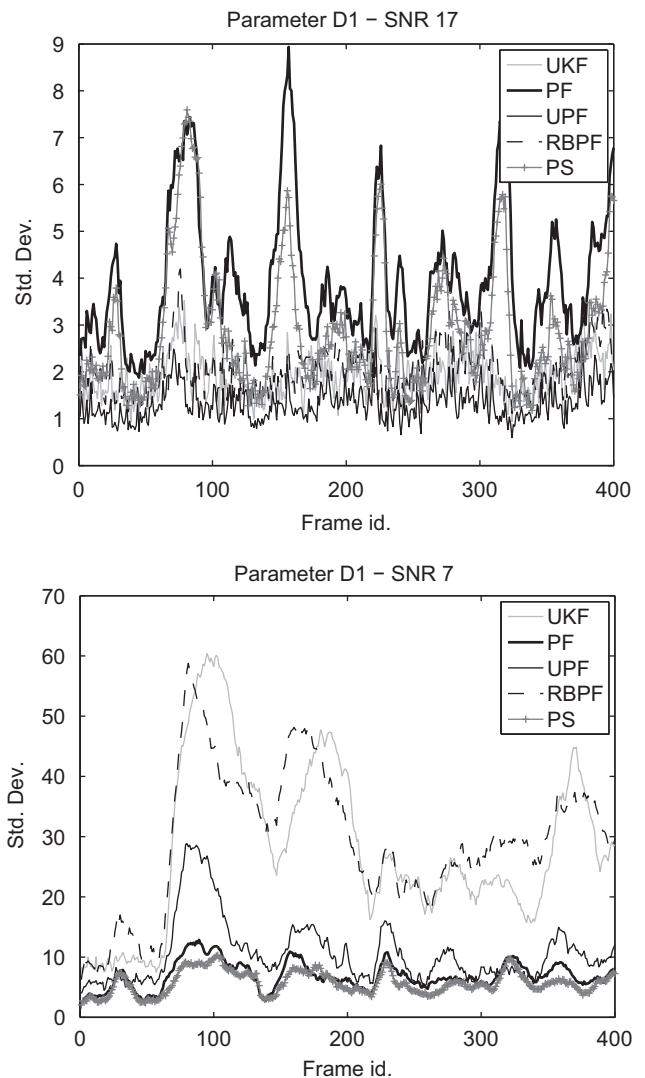 Parameter D1 − SNR 17
9
8
7
6
5
4
3
2
1
0
Std. Dev.
UKF
PF
UPF
RBPF
PS
0 100 200 300 400
Frame id.
Parameter D1 − SNR 7
70
60
50
40
30
20
10
0
Std. Dev.
UKF
PF
UPF
RBPF
PS
0 100 200 300 400
Frame id.